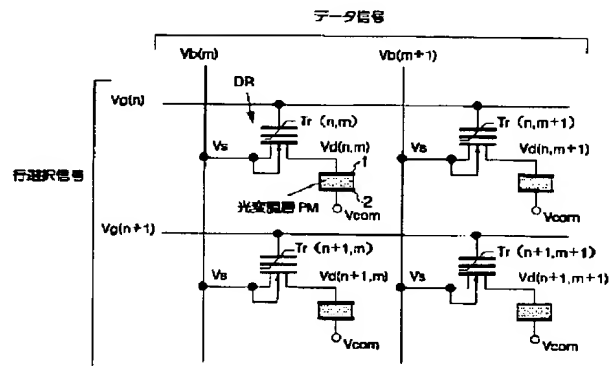 データ信号
Vb(m)
Vb(m+1)
DR
Vg(n)
Tr (n,m)
Tr (n,m+1)
Vs
Vd(n,m)
1
Vs
Vd(n,m+1)
行選択信号
2
光変調層 PM
Vcom
Vcom
Vg(n+1)
Tr (n+1,m)
Tr (n+1,m+1)
Vs
Vd(n+1,m)
Vs
Vd(n+1,m+1)
Vcom
Vcom